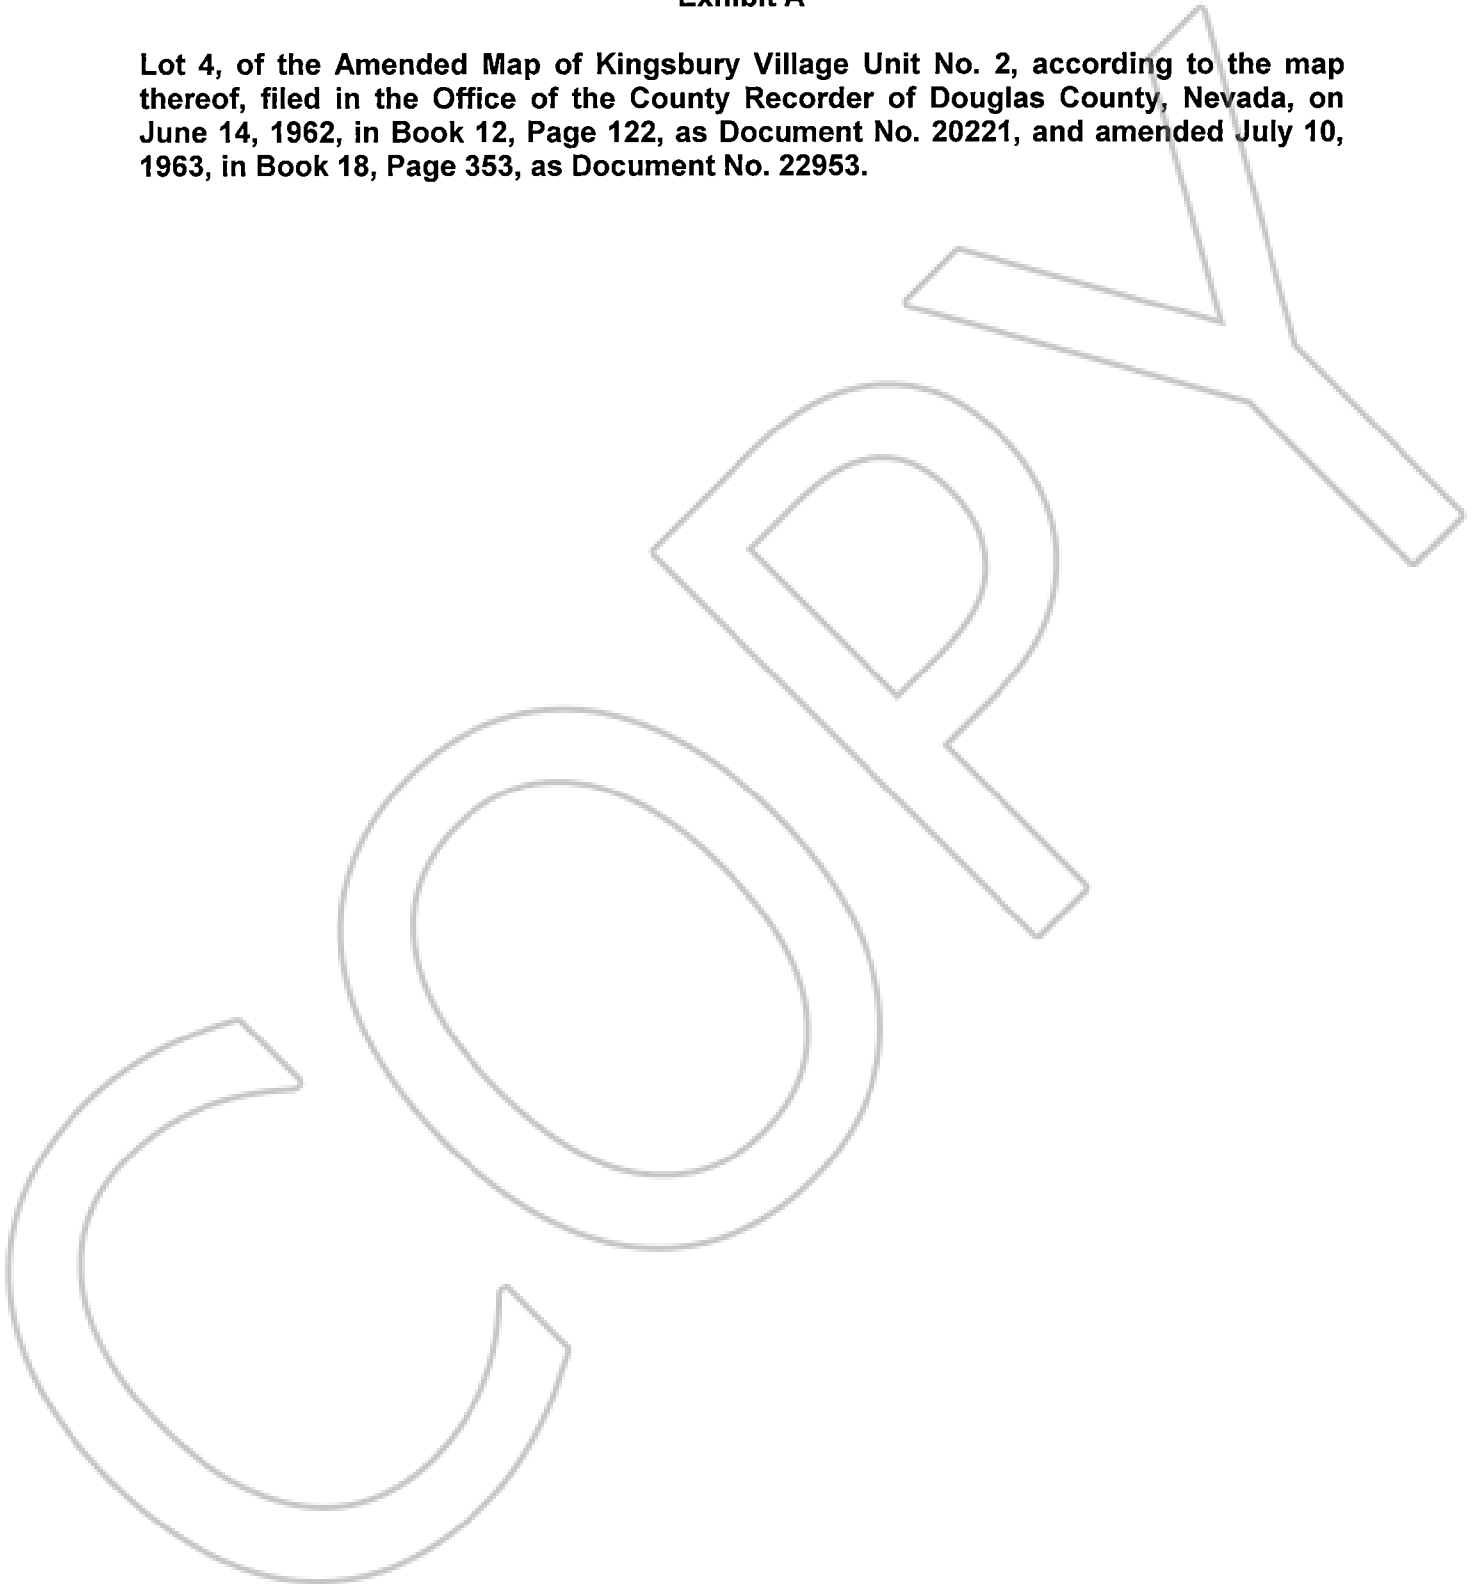 Exhibit A
Lot 4, of the Amended Map of Kingsbury Village Unit No. 2, according to the map
thereof, filed in the Office of the County Recorder of Douglas County, Nevada, on
June 14, 1962, in Book 12, Page 122, as Document No. 20221, and amended July 10,
1963, in Book 18, Page 353, as Document No. 22953.
COPY